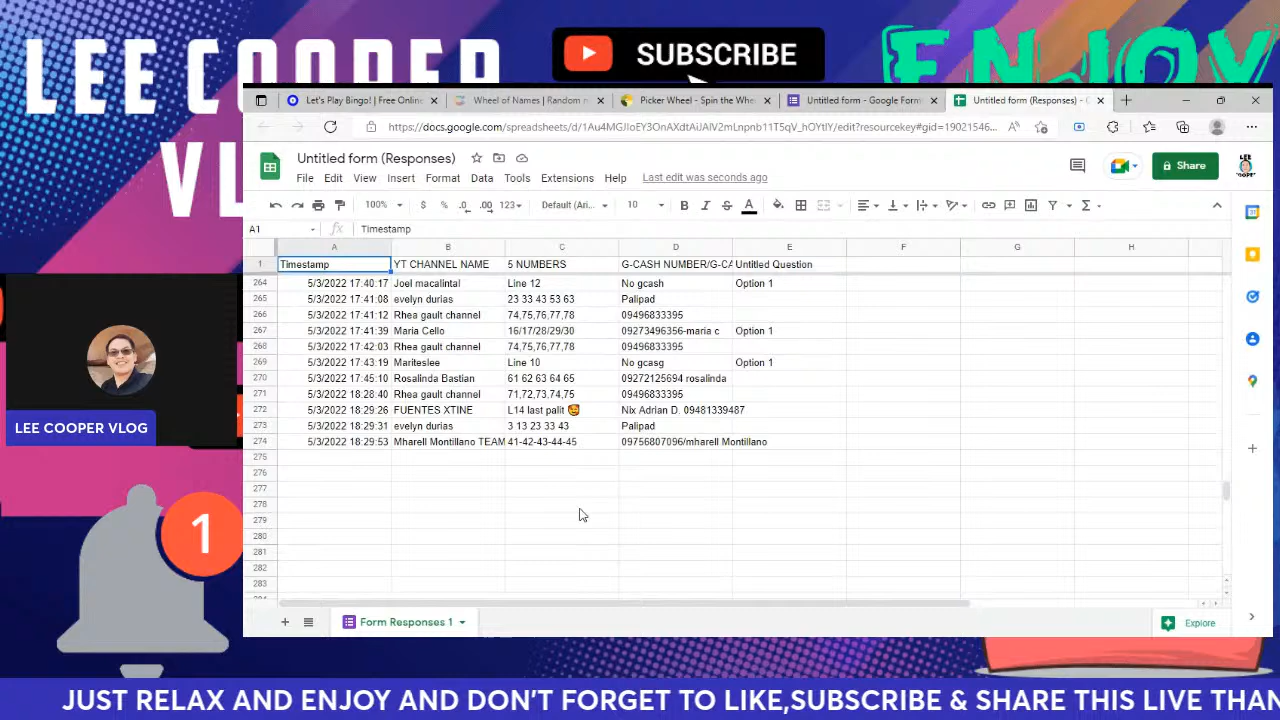 LEE COOPER
VL
SUBSCRIBE
ENJOY
Let's Play Bingo! | Free Online
Wheel of Names | Random n
Picker Wheel - Spin the Whe
Untitled form - Google Form
Untitled form (Responses) - G
Untitled form (Responses)
File Edit View Insert Format Tools Extensions Help Last edit was seconds ago
Share
100% $ % .0 .00 123 Default (Ari... 10 B I S A
A1 fx Timestamp
A B C D E F G H
1 Timestamp YT CHANNEL NAME 5 NUMBERS G-CASH NUMBER/G-CA Untitled Question
264 5/3/2022 17:40:17 Joel macalintal Line 12 No gcash Option 1
265 5/3/2022 17:41:08 evelyn durias 23 33 43 53 63 Palipad
266 5/3/2022 17:41:12 Rhea gault channel 74,75,76,77,78 09496833395
267 5/3/2022 17:41:39 Maria Cello 16/17/28/29/30 09273496356-maria c Option 1
268 5/3/2022 17:42:03 Rhea gault channel 74,75,76,77,78 09496833395
269 5/3/2022 17:43:19 Mariteslee Line 10 No gcasg Option 1
270 5/3/2022 17:45:10 Rosalinda Bastian 61 62 63 64 65 09272125694 rosalinda
271 5/3/2022 18:28:40 Rhea gault channel 71,72,73,74,75 09496833395
272 5/3/2022 18:29:26 FUENTES XTINE L14 last palit 🥰 Nix Adrian D. 09481339487
273 5/3/2022 18:29:31 evelyn durias 3 13 23 33 43 Palipad
274 5/3/2022 18:29:53 Mharell Montillano TEAM 41-42-43-44-45 09756807096/mharell Montillano
275
276
277
278
279
280
281
282
283
Form Responses 1
Explore
LEE COOPER VLOG
1
JUST RELAX AND ENJOY AND DON'T FORGET TO LIKE,SUBSCRIBE & SHARE THIS LIVE THAN